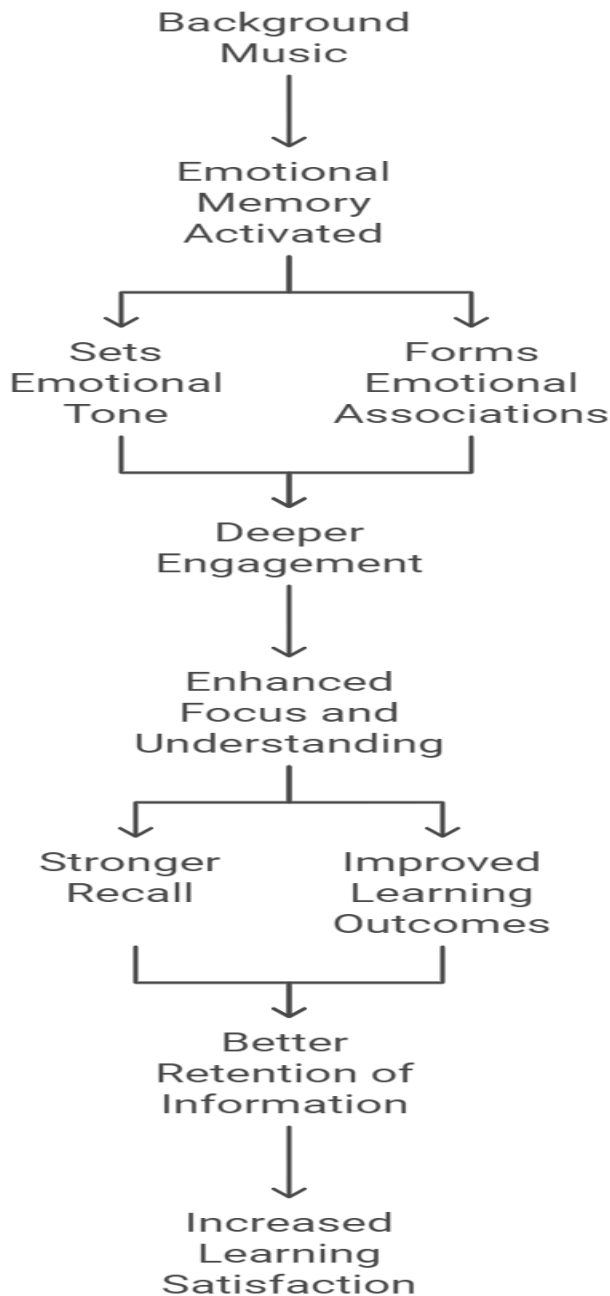 Background
Music
Emotional
Memory
Activated
Sets
Emotional
Tone
Forms
Emotional
Associations
Deeper
Engagement
Enhanced
Focus and
Understanding
Stronger
Recall
Improved
Learning
Outcomes
Better
Retention of
Information
Increased
Learning
Satisfaction